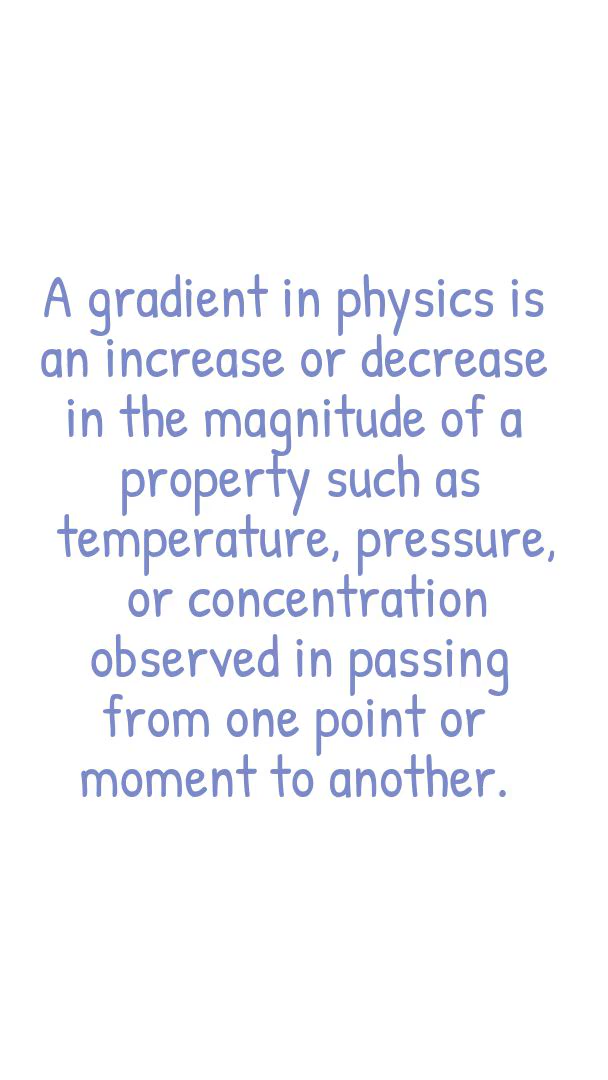 A gradient in physics is
an increase or decrease
in the magnitude of a
property such as
temperature, pressure,
or concentration
observed in passing
from one point or
moment to another.